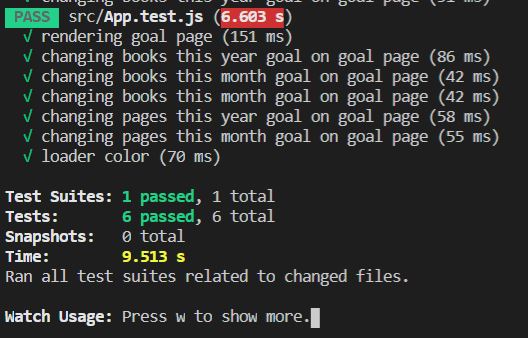 PASS src/App.test.js (6.603 s)
√ rendering goal page (151 ms)
√ changing books this year goal on goal page (86 ms)
√ changing books this month goal on goal page (42 ms)
√ changing books this month goal on goal page (42 ms)
√ changing pages this year goal on goal page (58 ms)
√ changing pages this month goal on goal page (55 ms)
√ loader color (70 ms)
Test Suites: 1 passed, 1 total
Tests: 6 passed, 6 total
Snapshots: 0 total
Time: 9.513 s
Ran all test suites related to changed files.
Watch Usage: Press w to show more.